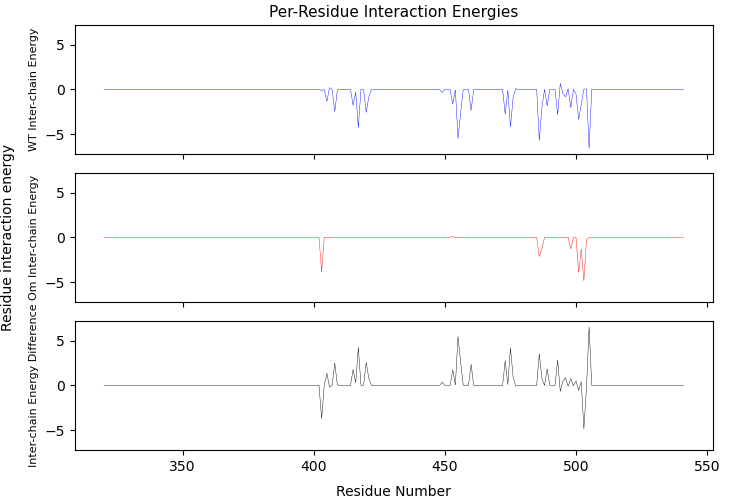 Per-Residue Interaction Energies
Residue interaction energy
WT Inter-chain Energy
5
0
−5
Om Inter-chain Energy
5
0
−5
Inter-chain Energy Difference
5
0
−5
350
400
450
500
550
Residue Number